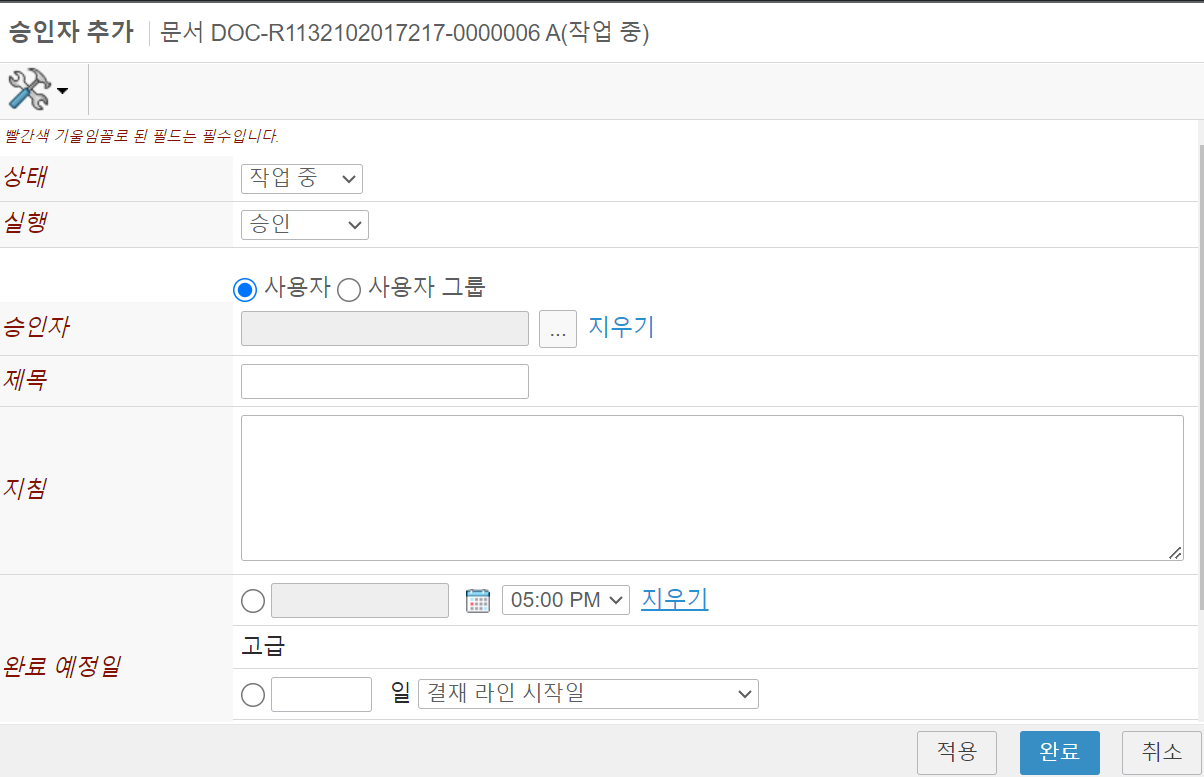 승인자 추가 문서 DOC-R1132102017217-0000006 A(작업 중)
빨간색 기울임꼴로 된 필드는 필수입니다.
상태 작업 중
실행 승인
사용자 사용자 그룹
승인자 ... 지우기
제목
지침
완료 예정일
05:00 PM 지우기
고급
일 결재 라인 시작일
적용 완료 취소